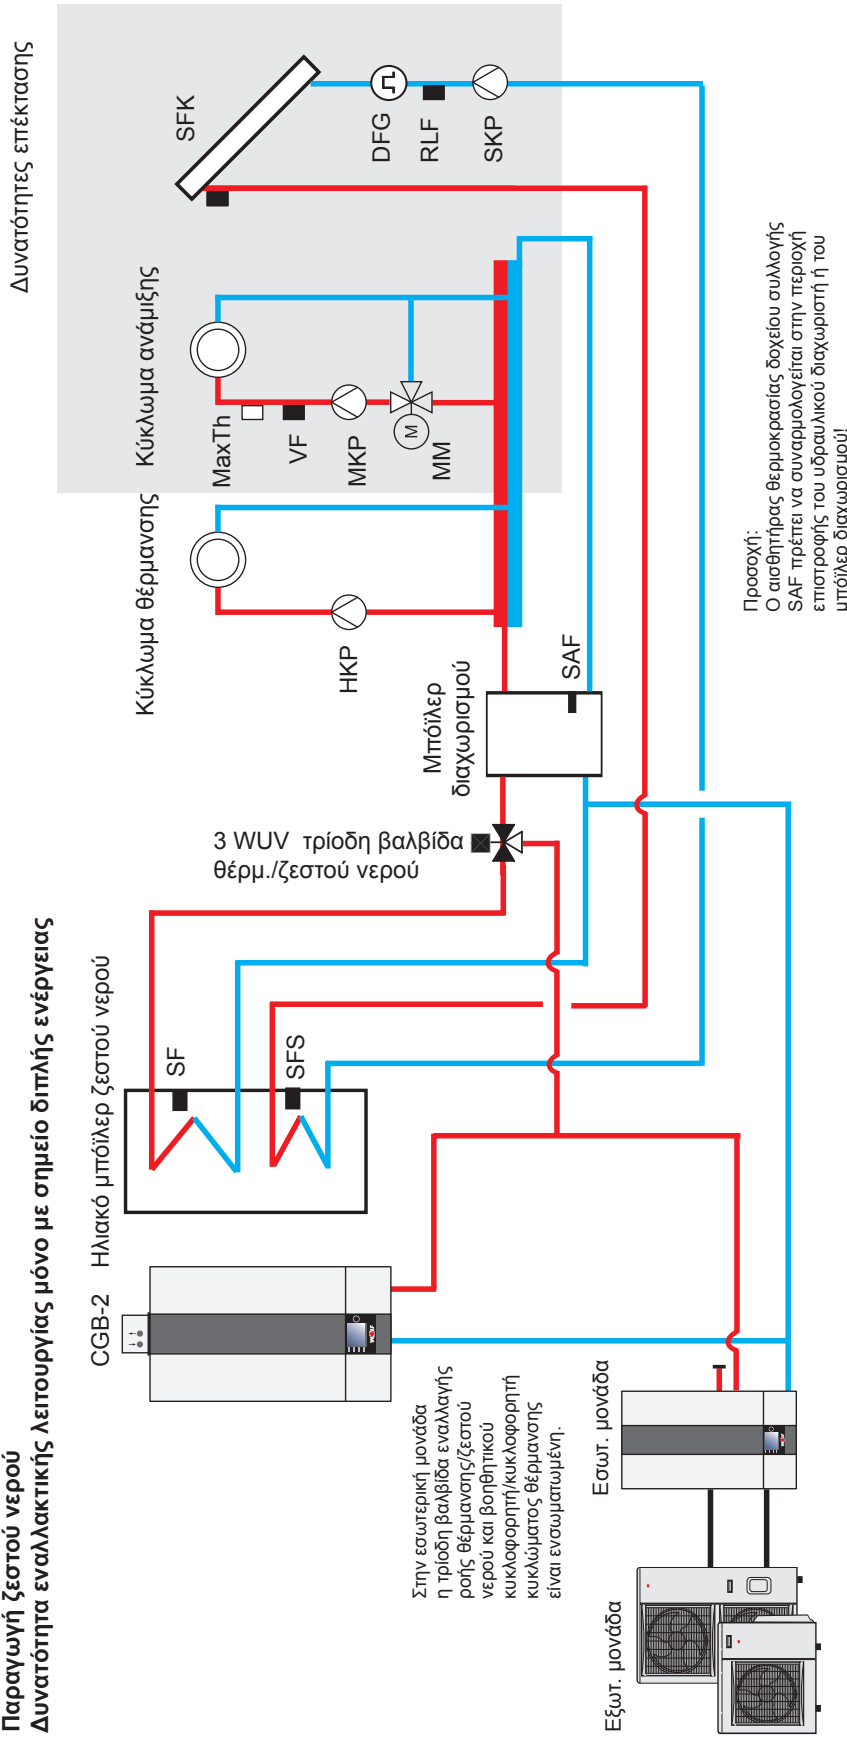 Παραγωγή ζεστού νερού
Δυνατότητα εναλλακτικής λειτουργίας μόνο με σημείο διπλής ενέργειας
Δυνατότητες επέκτασης
CGB-2
Ηλιακό μπόϊλερ ζεστού νερού
SF
SFS
3 WUV τρίοδη βαλβίδα
θέρμ./ζεστού νερού
Μπόϊλερ
διαχωρισμού
SAF
Κύκλωμα θέρμανσης
HKP
Κύκλωμα ανάμιξης
MaxTh
VF
MKP
M
MM
SFK
DFG
RLF
SKP
Στην εσωτερική μονάδα
η τρίοδη βαλβίδα εναλλαγής
ροής θέρμανσης/ζεστού
νερού και βοηθητικού
κυκλοφορητή/κυκλοφορητή
κυκλώματος θέρμανσης
είναι ενσωματωμένη.
Εσωτ. μονάδα
Εξωτ. μονάδα
Προσοχή:
Ο αισθητήρας θερμοκρασίας δοχείου συλλογής
SAF πρέπει να συναρμολογείται στην περιοχή
επιστροφής του υδραυλικού διαχωριστή ή του
μπόϊλερ διαχωρισμού!